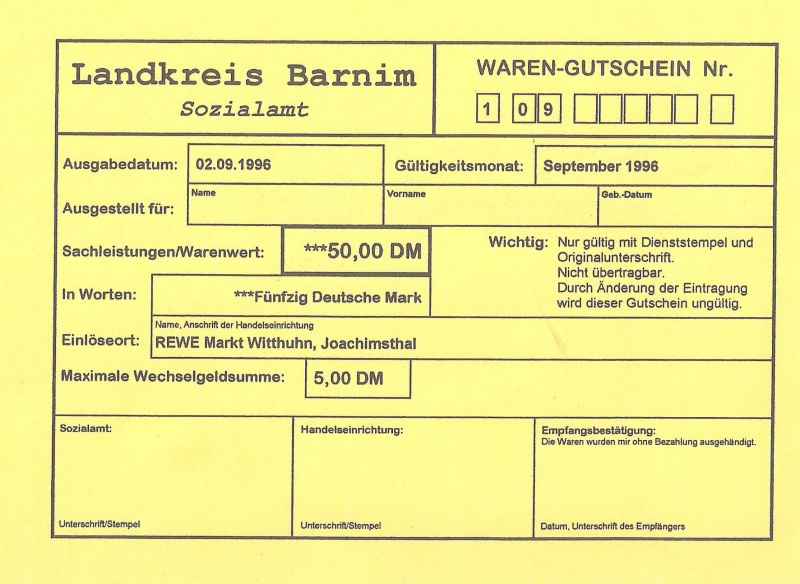 Landkreis Barnim
Sozialamt
WAREN-GUTSCHEIN Nr.
1 0 9
Ausgabedatum: 02.09.1996 Gültigkeitsmonat: September 1996
Ausgestellt für: Name Vorname Geb.-Datum
Sachleistungen/Warenwert: ***50,00 DM
Wichtig: Nur gültig mit Dienststempel und
Originalunterschrift.
Nicht übertragbar.
Durch Änderung der Eintragung
wird dieser Gutschein ungültig.
In Worten: ***Fünfzig Deutsche Mark
Name, Anschrift der Handelseinrichtung
Einlöseort: REWE Markt Witthuhn, Joachimsthal
Maximale Wechselgeldsumme: 5,00 DM
Sozialamt:
Unterschrift/Stempel
Handelseinrichtung:
Unterschrift/Stempel
Empfangsbestätigung:
Die Waren wurden mir ohne Bezahlung ausgehändigt.
Datum, Unterschrift des Empfängers